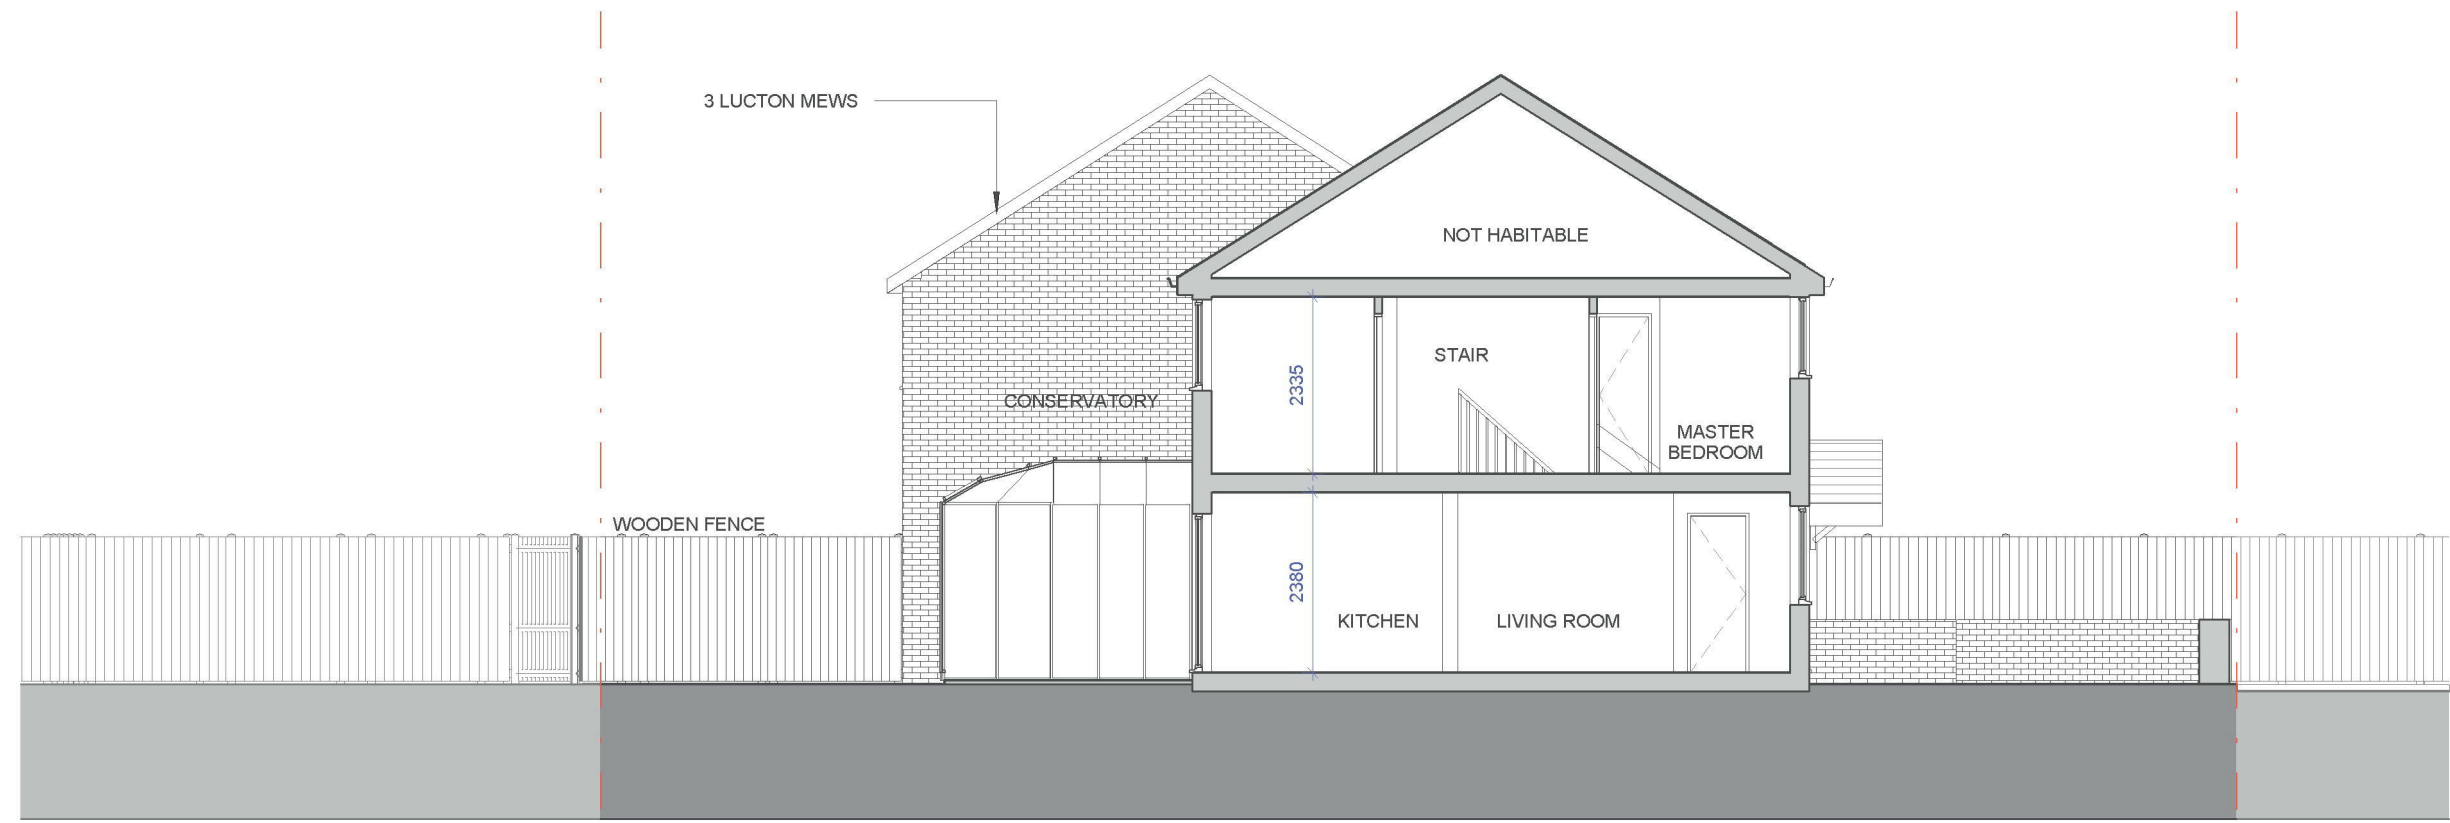 3 LUCTON MEWS
NOT HABITABLE
STAIR
2335
CONSERVATORY
MASTER
BEDROOM
WOODEN FENCE
2380
KITCHEN
LIVING ROOM